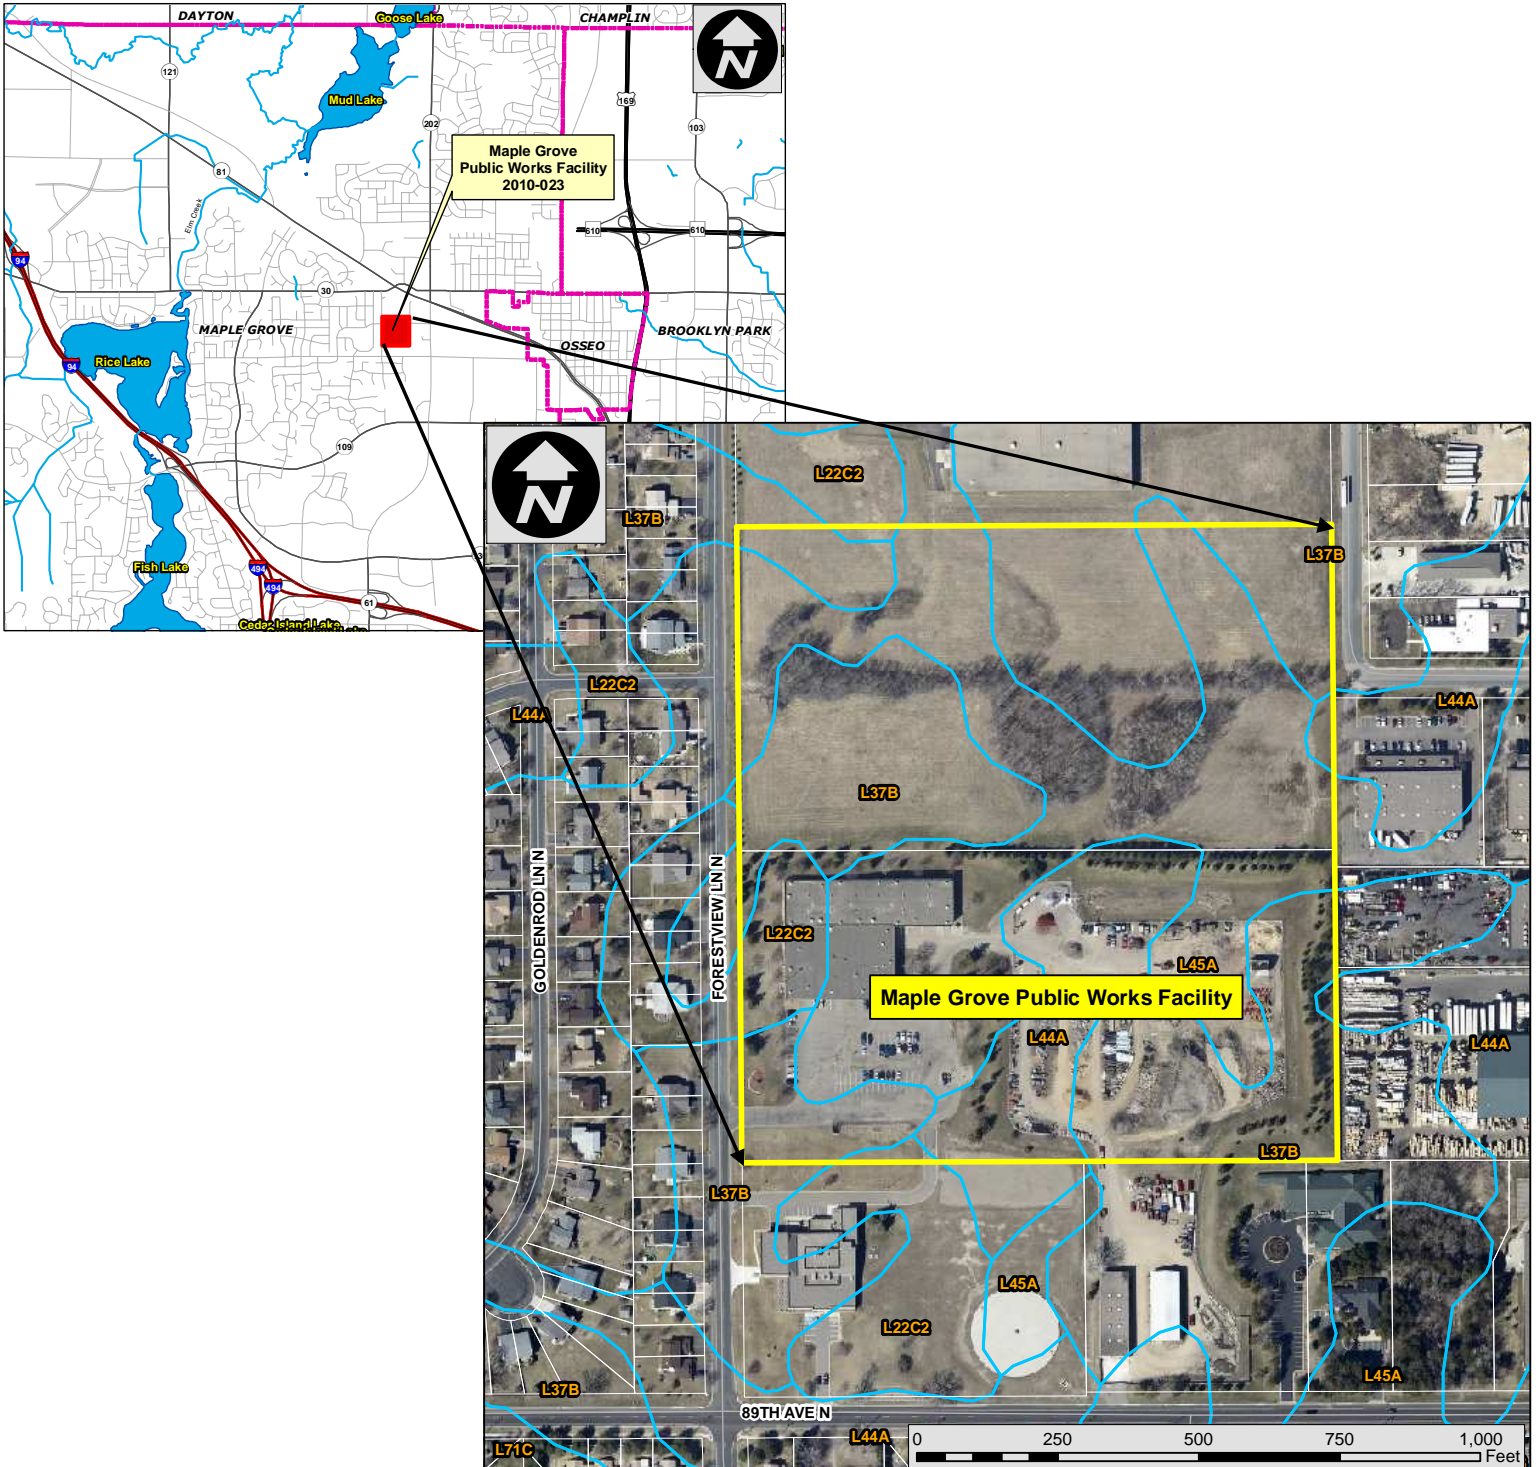 DAYTON
Goose Lake
CHAMPLIN
N
121
169
Mud Lake
202
103
Maple Grove
Public Works Facility
2010-023
81
Elm Creek
610
610
94
30
MAPLE GROVE
BROOKLYN PARK
OSSEO
Rice Lake
94
109
Fish Lake
494
494
61
Cedar Island Lake
N
L22C2
L37B
L37B
L22C2
L44A
L44A
L37B
GOLDENROD LN N
FORESTVIEW LN N
L22C2
L45A
Maple Grove Public Works Facility
L44A
L44A
L37B
L37B
L45A
L22C2
L45A
L37B
89TH AVE N
L44A
L71C
0 250 500 750 1,000
Feet